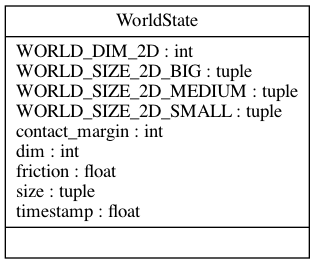 WorldState
WORLD_DIM_2D : int
WORLD_SIZE_2D_BIG : tuple
WORLD_SIZE_2D_MEDIUM : tuple
WORLD_SIZE_2D_SMALL : tuple
contact_margin : int
dim : int
friction : float
size : tuple
timestamp : float